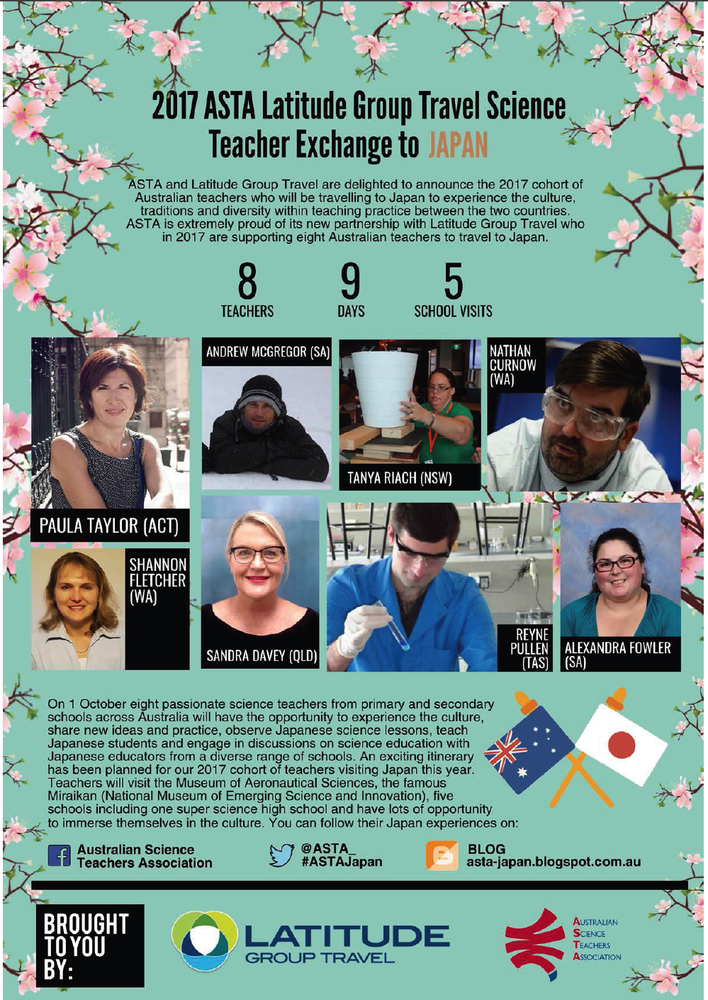 2017 ASTA Latitude Group Travel Science
Teacher Exchange to JAPAN
ASTA and Latitude Group Travel are delighted to announce the 2017 cohort of
Australian teachers who will be travelling to Japan to experience the culture,
traditions and diversity within teaching practice between the two countries.
ASTA is extremely proud of its new partnership with Latitude Group Travel who
in 2017 are supporting eight Australian teachers to travel to Japan.
8
TEACHERS
9
DAYS
5
SCHOOL VISITS
PAULA TAYLOR (ACT)
ANDREW MCGREGOR (SA)
TANYA RIACH (NSW)
NATHAN
CURNOW
(WA)
SHANNON
FLETCHER
(WA)
SANDRA DAVEY (QLD)
REYNE
PULLEN
(TAS)
ALEXANDRA FOWLER
(SA)
On 1 October eight passionate science teachers from primary and secondary
schools across Australia will have the opportunity to experience the culture,
share new ideas and practice, observe Japanese science lessons, teach
Japanese students and engage in discussions on science education with
Japanese educators from a diverse range of schools. An exciting itinerary
has been planned for our 2017 cohort of teachers visiting Japan this year.
Teachers will visit the Museum of Aeronautical Sciences, the famous
Miraikan (National Museum of Emerging Science and Innovation), five
schools including one super science high school and have lots of opportunity
to immerse themselves in the culture. You can follow their Japan experiences on:
Australian Science
Teachers Association
@ASTA_
#ASTAJapan
BLOG
asta-japan.blogspot.com.au
BROUGHT
TO YOU
BY:
LATITUDE
GROUP TRAVEL
AUSTRALIAN
SCIENCE
TEACHERS
ASSOCIATION